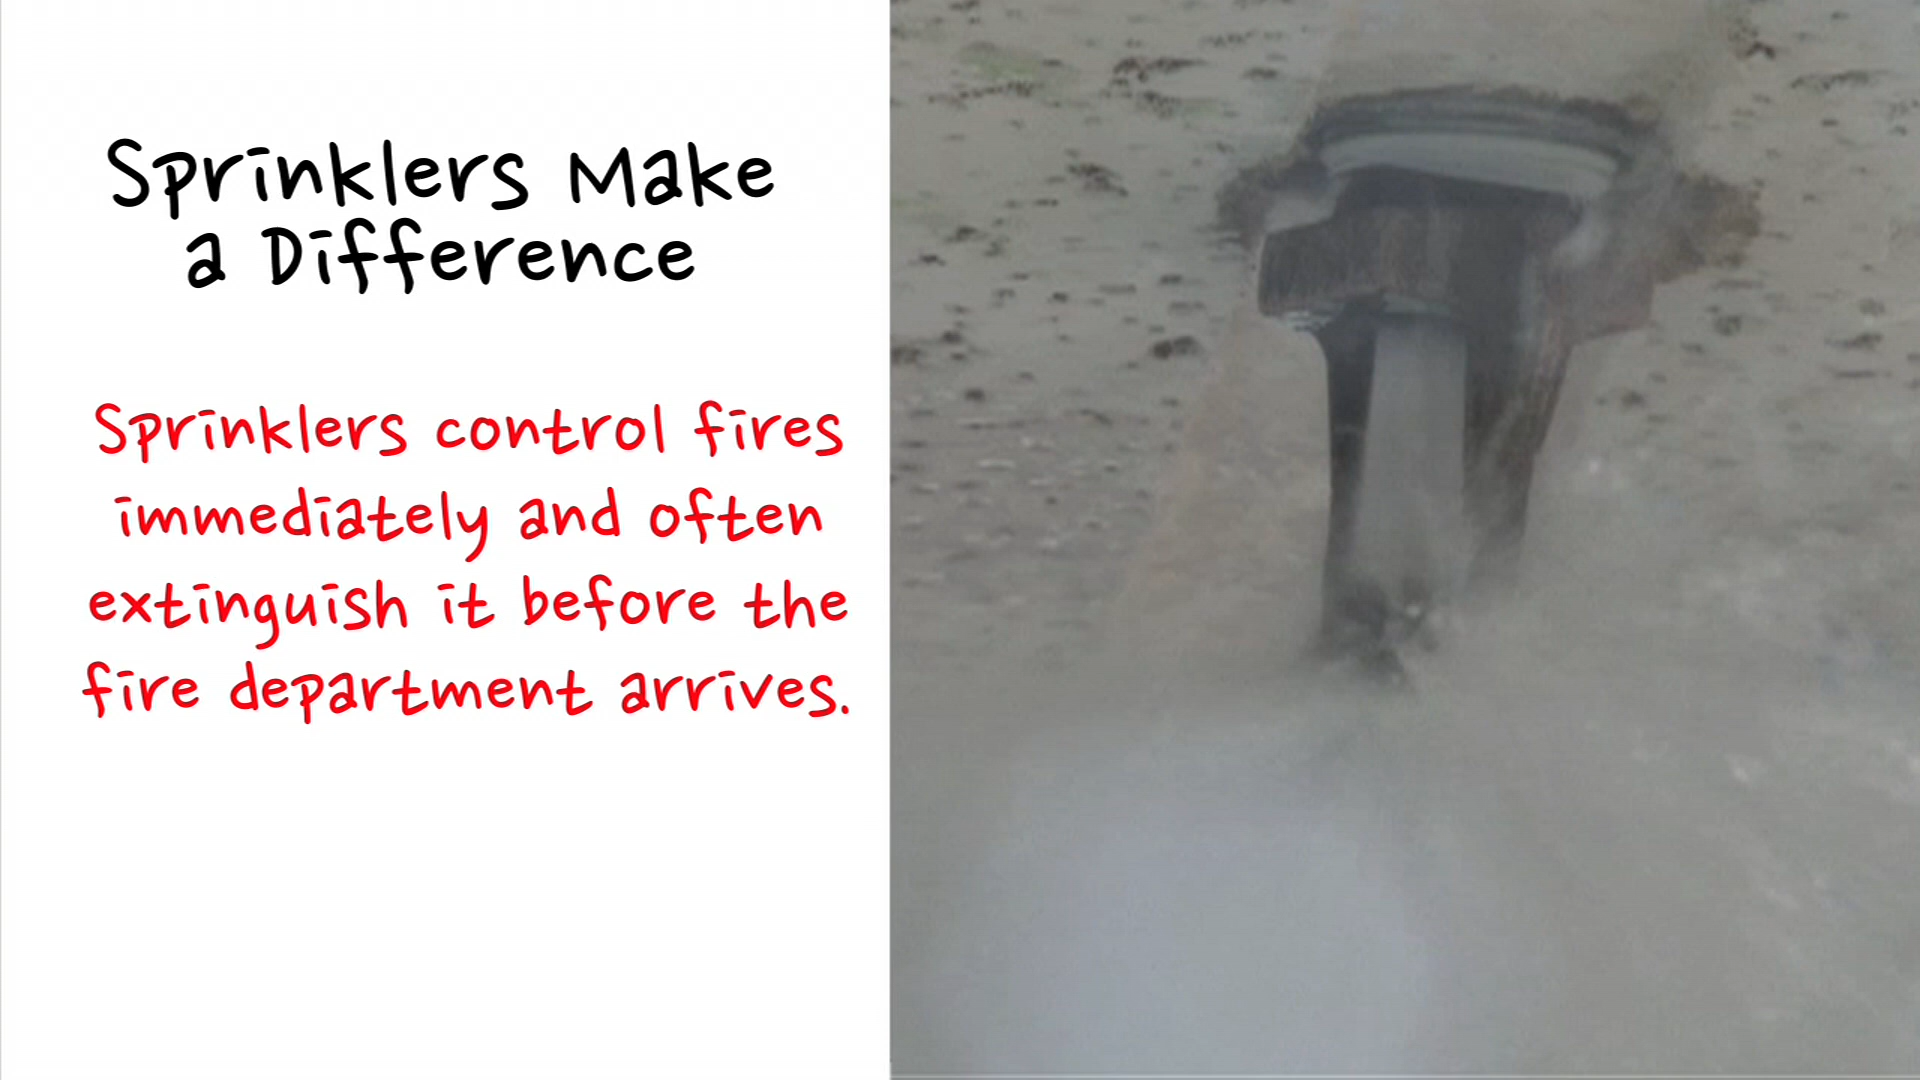 Sprinklers Make
a Difference
Sprinklers control fires
immediately and often
extinguish it before the
fire department arrives.